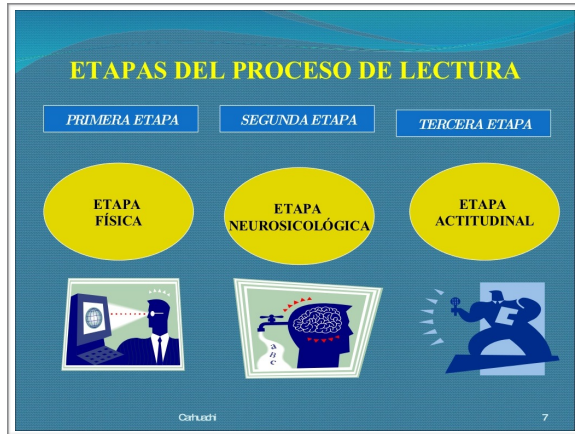 ETAPAS DEL PROCESO DE LECTURA
PRIMERA ETAPA
SEGUNDA ETAPA
TERCERA ETAPA
ETAPA
FÍSICA
ETAPA
NEUROSICOLÓGICA
ETAPA
ACTITUDINAL
a
h
c
E
Carhuachi
7